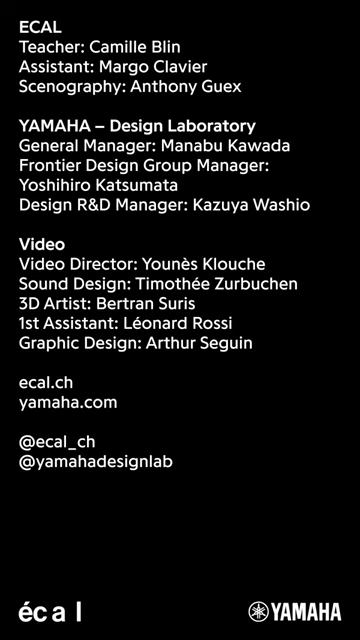 ECAL
Teacher: Camille Blin
Assistant: Margo Clavier
Scenography: Anthony Guex
YAMAHA – Design Laboratory
General Manager: Manabu Kawada
Frontier Design Group Manager:
Yoshihiro Katsumata
Design R&D Manager: Kazuya Washio
Video
Video Director: Younès Klouche
Sound Design: Timothée Zurbuchen
3D Artist: Bertran Suris
1st Assistant: Léonard Rossi
Graphic Design: Arthur Seguin
ecal.ch
yamaha.com
@ecal_ch
@yamahadesignlab
écal YAMAHA